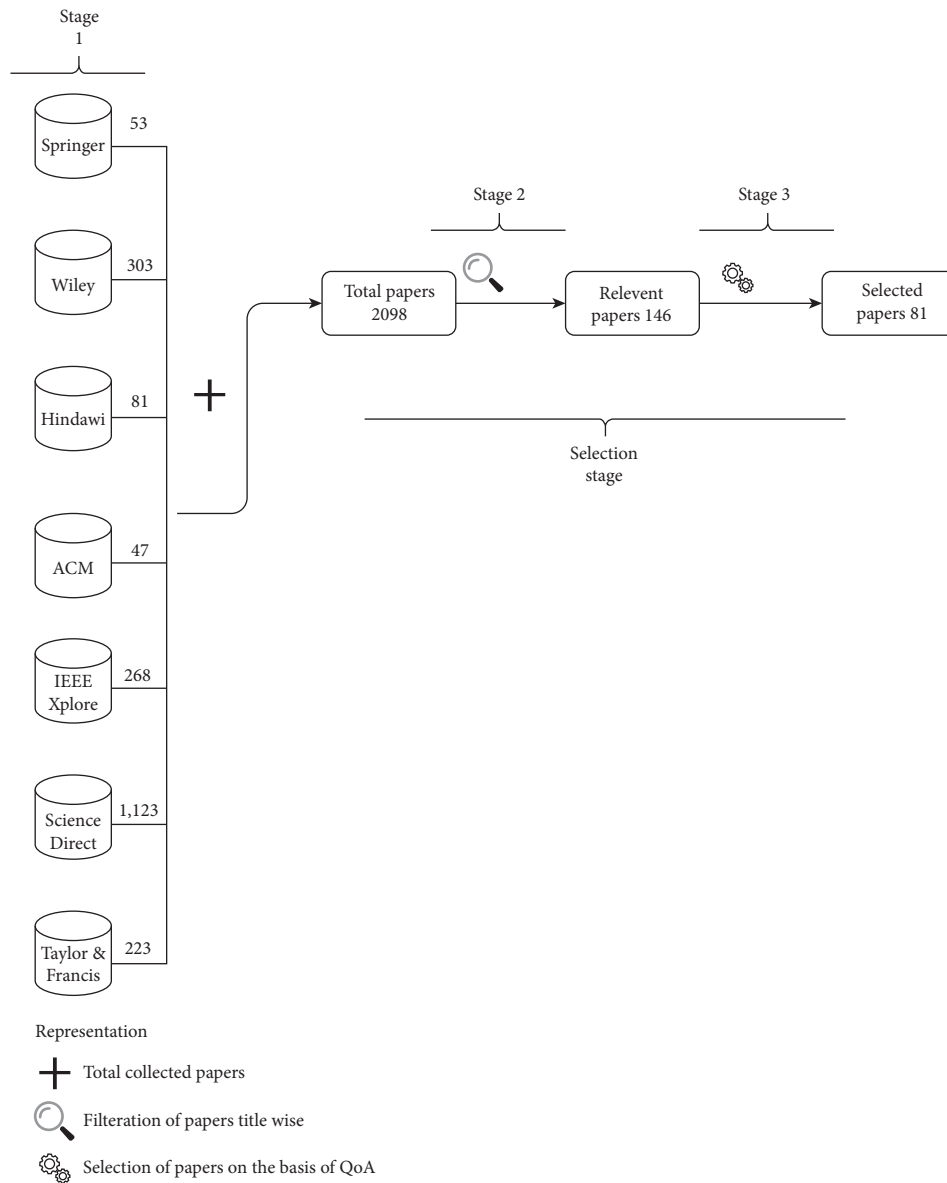 Stage
1
Springer
53
Wiley
303
Hindawi
81
ACM
47
IEEE
Xplore
268
Science
Direct
1,123
Taylor &
Francis
223
Total papers
2098
Stage 2
Relevent
papers 146
Stage 3
Selected
papers 81
Selection
stage
Representation
Total collected papers
Filteration of papers title wise
Selection of papers on the basis of QoA